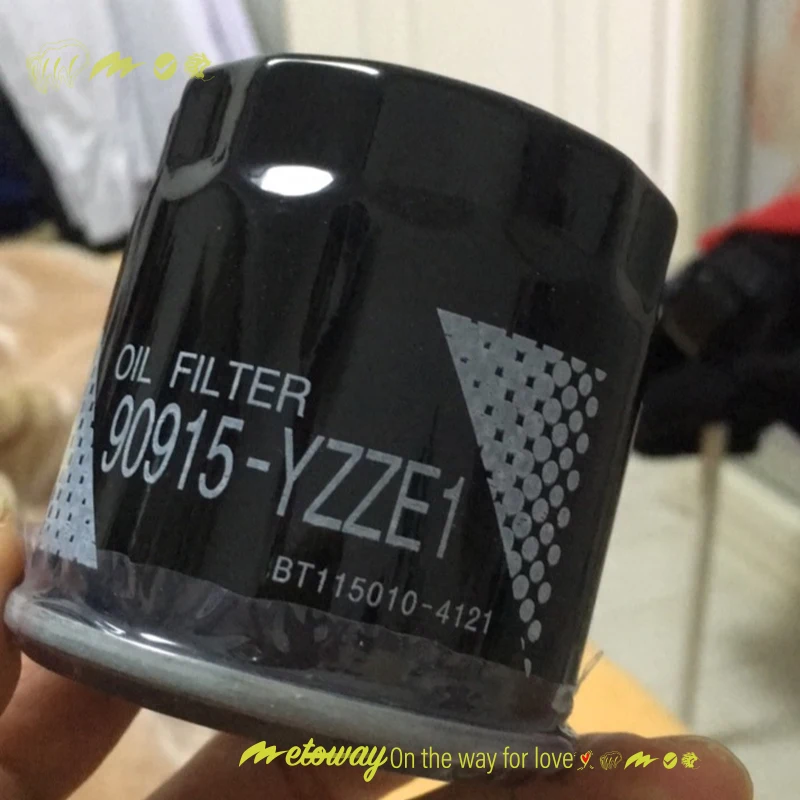 OIL FILTER
90915-YZZE1
BT115010-4121
metoway On the way for love